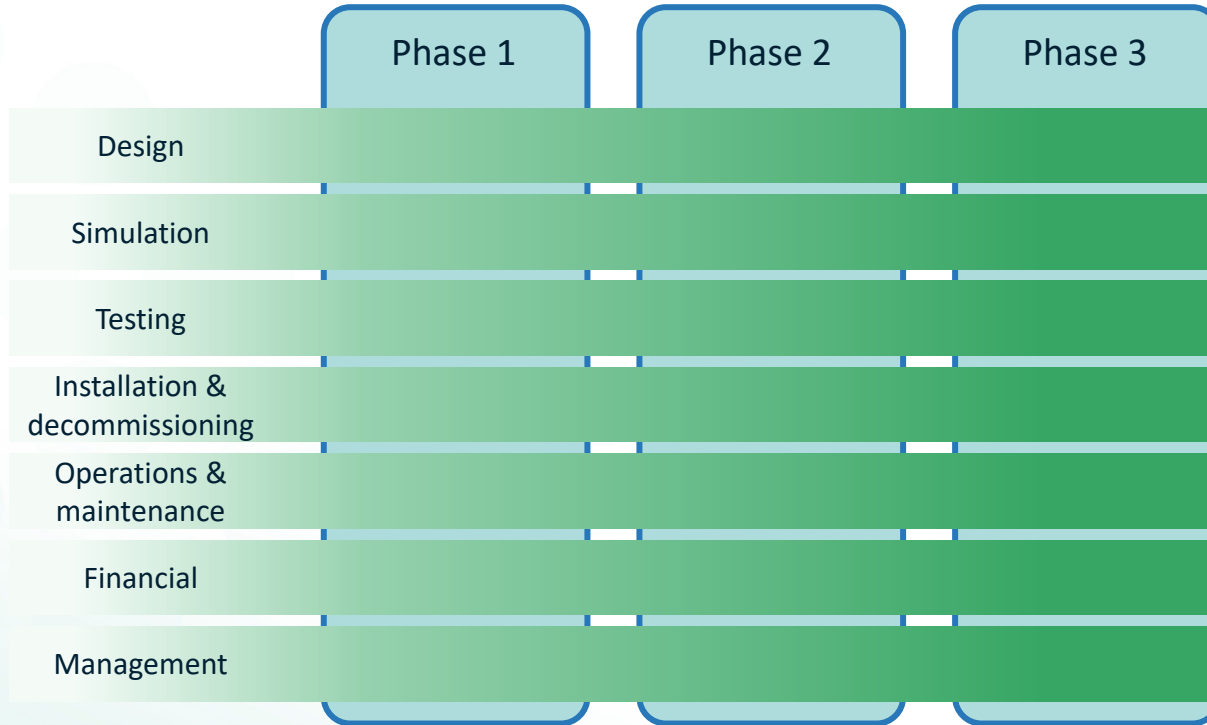 Phase 1
Phase 2
Phase 3
Design
Simulation
Testing
Installation &
decommissioning
Operations &
maintenance
Financial
Management